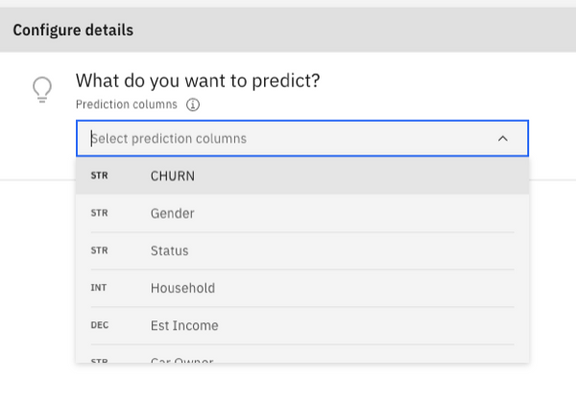 Configure details
What do you want to predict?
Prediction columns
Select prediction columns
STR CHURN
STR Gender
STR Status
INT Household
DEC Est Income
STR Car Owner